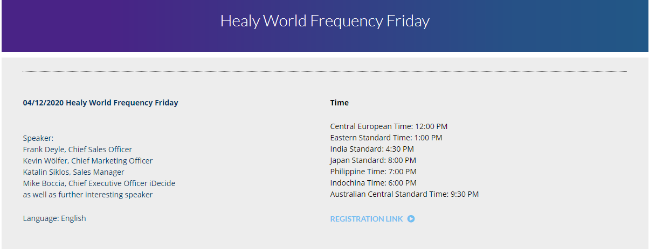 Healy World Frequency Friday
04/12/2020 Healy World Frequency Friday
Speaker:
Frank Deyle, Chief Sales Officer
Kevin Wölfer, Chief Marketing Officer
Katalin Siklos, Sales Manager
Mike Boccia, Chief Executive Officer iDecide
as well as further interesting speaker
Language: English
Time
Central European Time: 12:00 PM
Eastern Standard Time: 1:00 PM
India Standard: 4:30 PM
Japan Standard: 8:00 PM
Philippine Time: 7:00 PM
Indochina Time: 6:00 PM
Australian Central Standard Time: 9:30 PM
REGISTRATION LINK